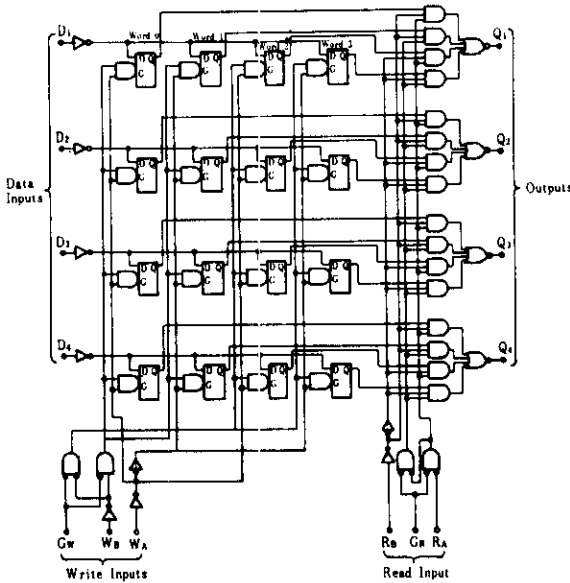 D1
Word 0
Word 1
Word 2
Word 3
Q1
D Q
G
D Q
G
D Q
G
D Q
G
D2
Q2
D Q
G
D Q
G
D Q
G
D Q
G
Data
Inputs
Outputs
D3
Q3
D Q
G
D Q
G
D Q
G
D Q
G
D4
Q4
D Q
G
D Q
G
D Q
G
D Q
G
GW
WB
WA
RB
GR
RA
Write Inputs
Read Input